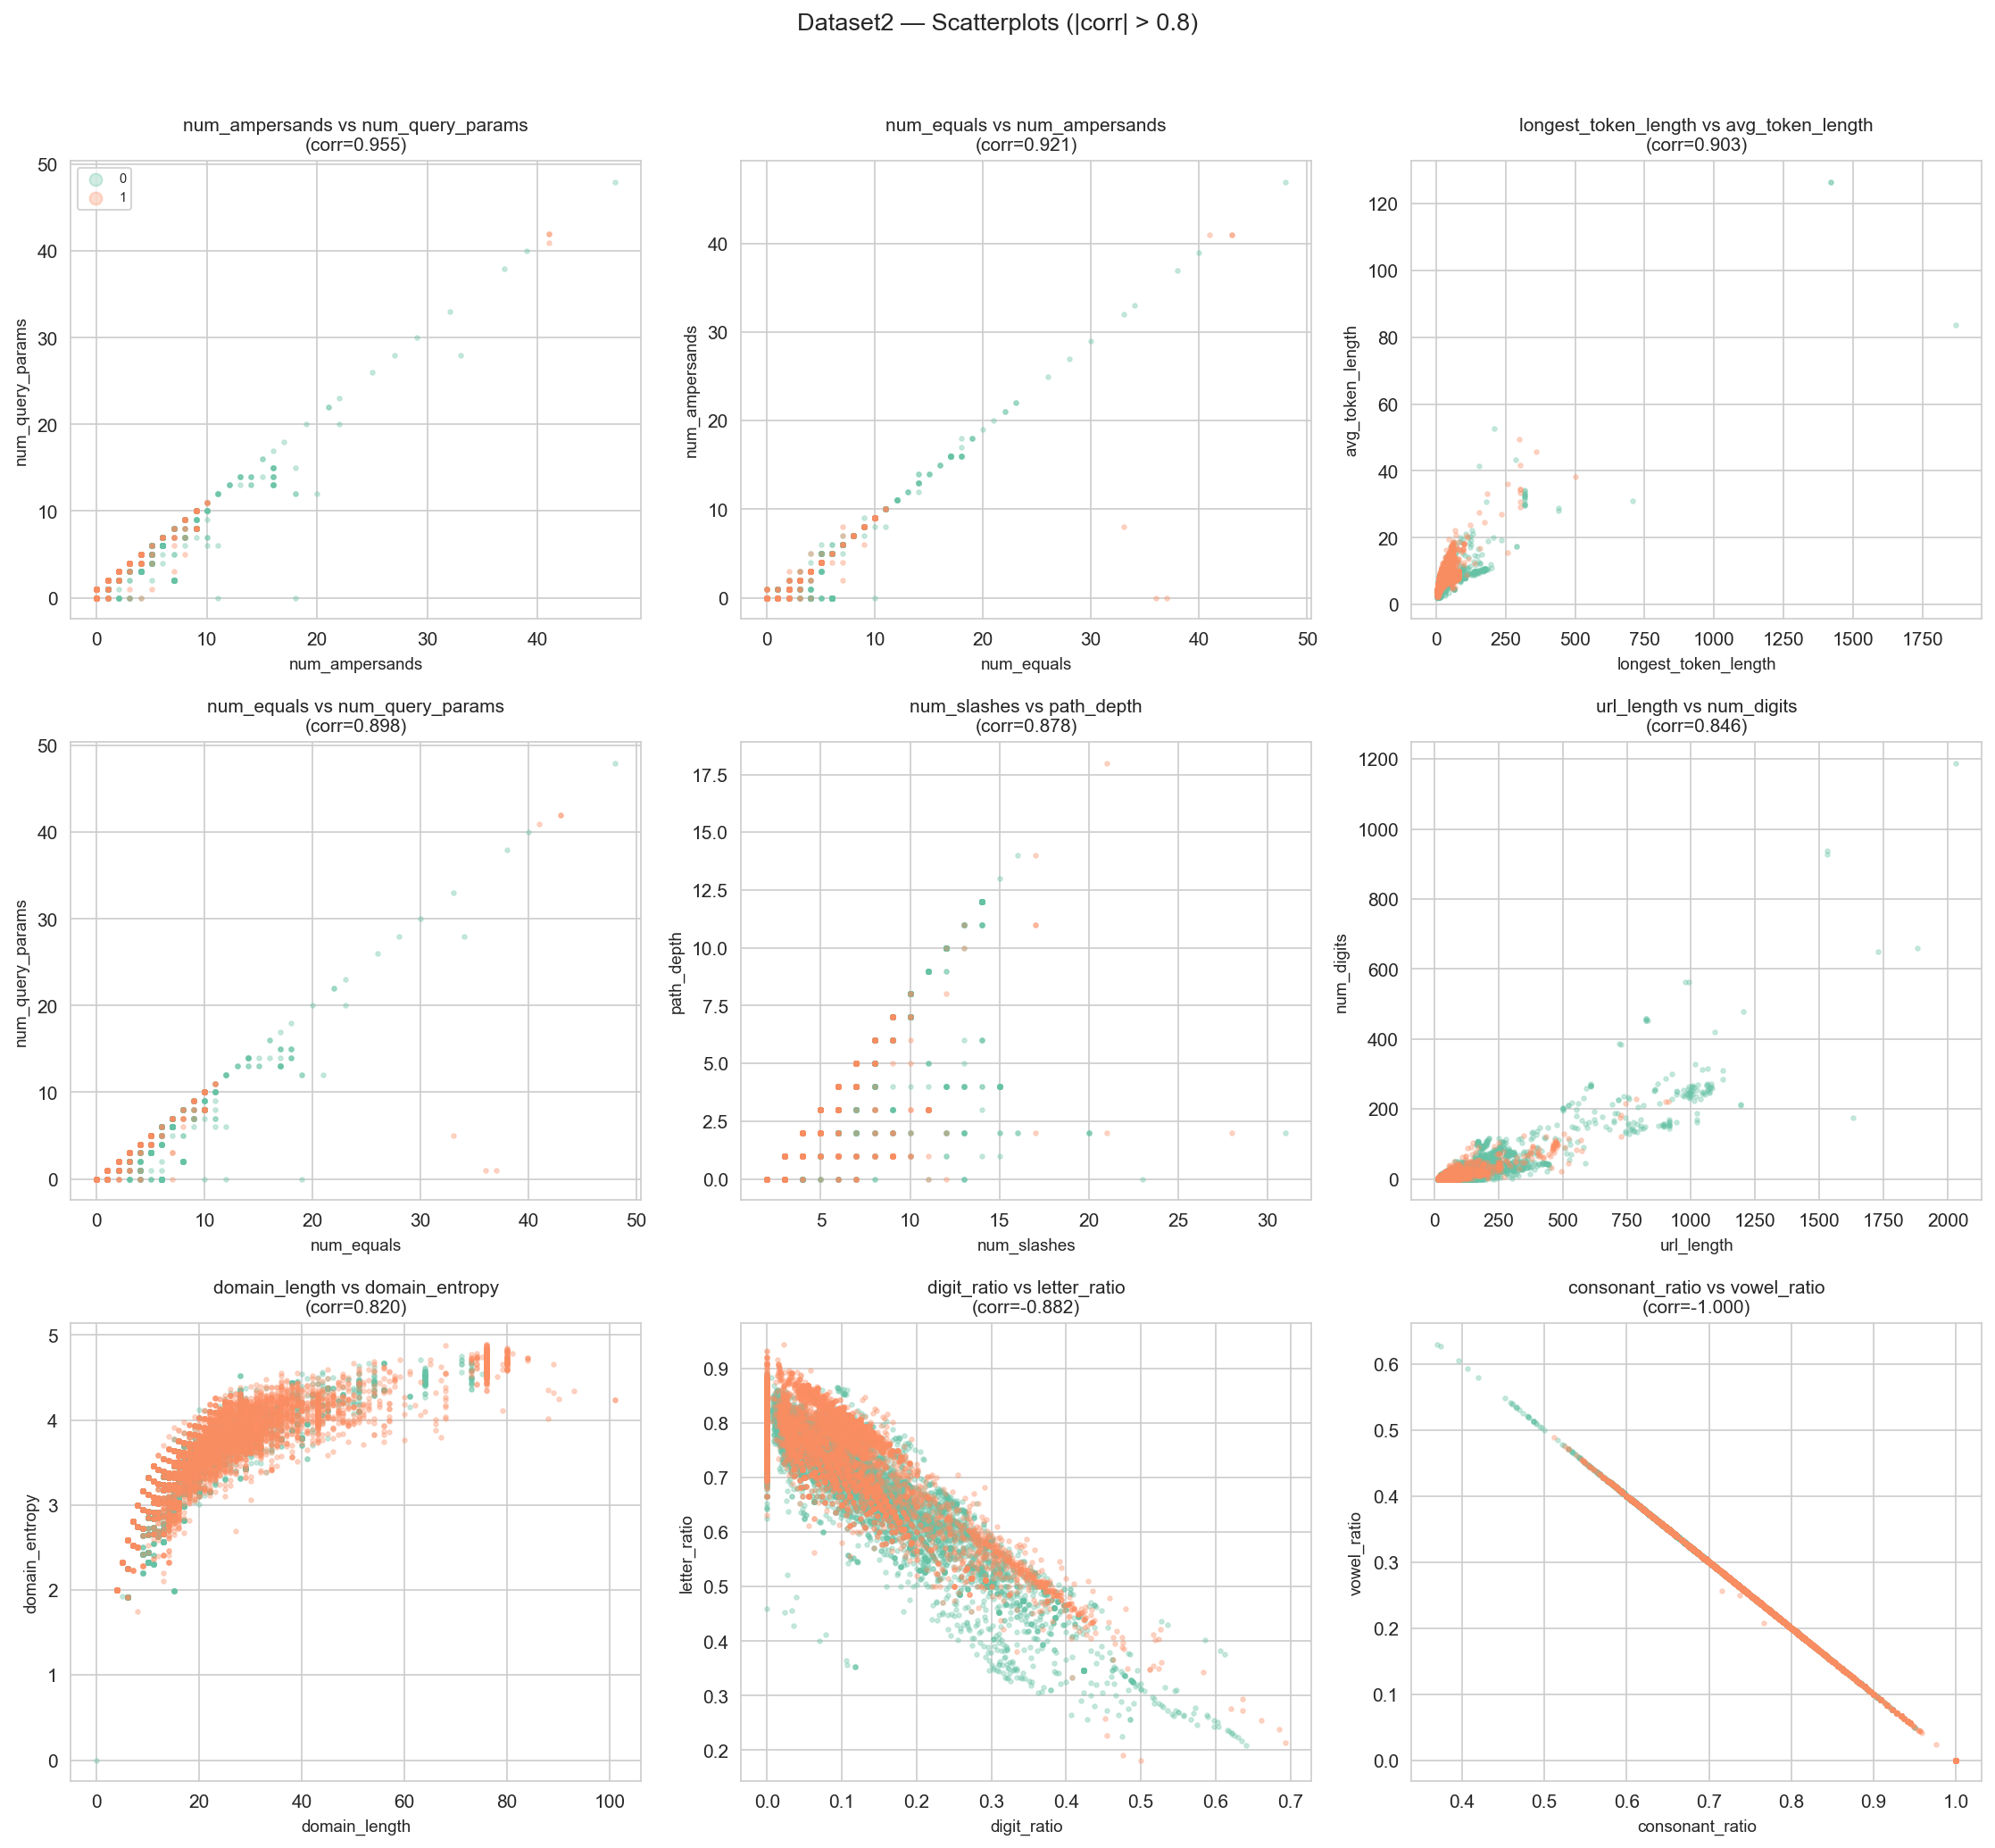 Dataset2 — Scatterplots (|corr| > 0.8)
num_ampersands vs num_query_params
(corr=0.955)
0
1
50
40
30
20
10
0
num_query_params
0 10 20 30 40
num_ampersands
num_equals vs num_ampersands
(corr=0.921)
40
30
20
10
0
num_ampersands
0 10 20 30 40 50
num_equals
longest_token_length vs avg_token_length
(corr=0.903)
120
100
80
60
40
20
0
avg_token_length
0 250 500 750 1000 1250 1500 1750
longest_token_length
num_equals vs num_query_params
(corr=0.898)
50
40
30
20
10
0
num_query_params
0 10 20 30 40 50
num_equals
num_slashes vs path_depth
(corr=0.878)
17.5
15.0
12.5
10.0
7.5
5.0
2.5
0.0
path_depth
5 10 15 20 25 30
num_slashes
url_length vs num_digits
(corr=0.846)
1200
1000
800
600
400
200
0
num_digits
0 250 500 750 1000 1250 1500 1750 2000
url_length
domain_length vs domain_entropy
(corr=0.820)
5
4
3
2
1
0
domain_entropy
0 20 40 60 80 100
domain_length
digit_ratio vs letter_ratio
(corr=-0.882)
0.9
0.8
0.7
0.6
0.5
0.4
0.3
0.2
letter_ratio
0.0 0.1 0.2 0.3 0.4 0.5 0.6 0.7
digit_ratio
consonant_ratio vs vowel_ratio
(corr=-1.000)
0.6
0.5
0.4
0.3
0.2
0.1
0.0
vowel_ratio
0.4 0.5 0.6 0.7 0.8 0.9 1.0
consonant_ratio